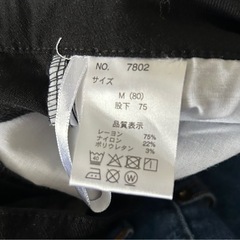 NO. 7802
サイズ
M (80)
股下 75
品質表示
レーヨン 75%
ナイロン 22%
ポリウレタン 3%